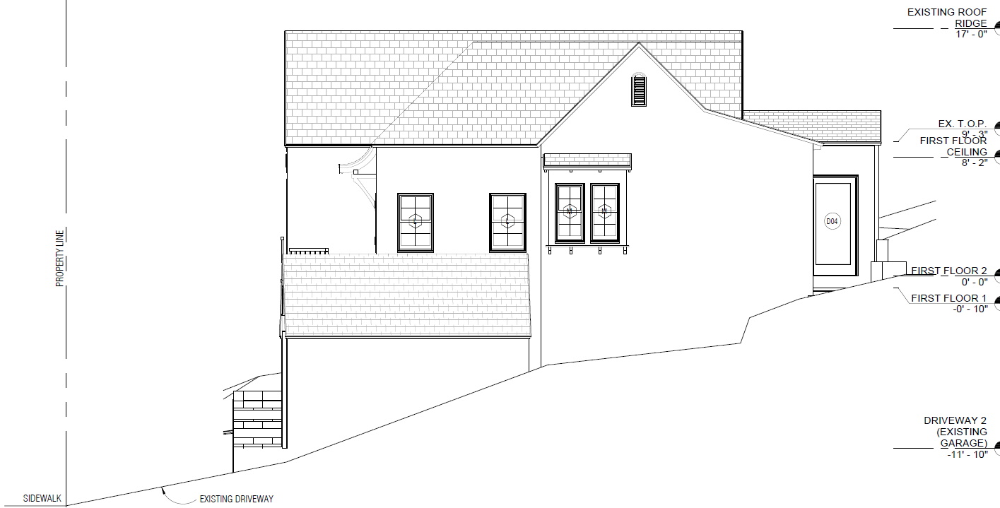 EXISTING ROOF
RIDGE
17' - 0"
EX. T.O.P.
9' - 3"
FIRST FLOOR
CEILING
8' - 2"
M
M
L
L
D04
PROPERTY LINE
FIRST FLOOR 2
0' - 0"
FIRST FLOOR 1
-0' - 10"
DRIVEWAY 2
(EXISTING
GARAGE)
-11' - 10"
SIDEWALK
EXISTING DRIVEWAY